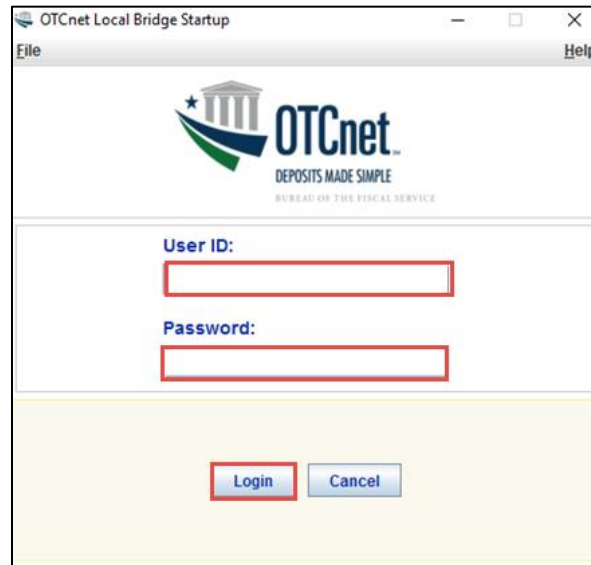 OTCnet Local Bridge Startup
File Help
OTCnet™
DEPOSITS MADE SIMPLE
BUREAU OF THE FISCAL SERVICE
User ID:
Password:
Login Cancel